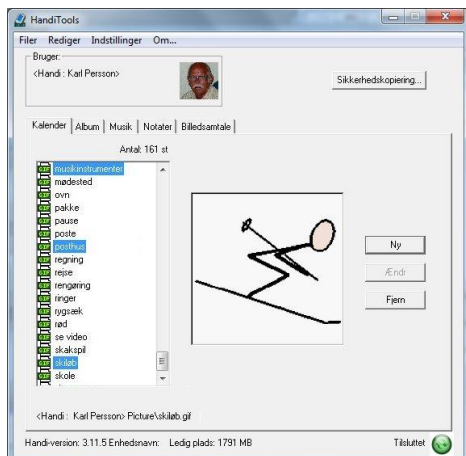 HandiTools
Filer Rediger Indstillinger Om...
Bruger:
<Handi : Karl Persson>
Sikkerhedskopiering...
Kalender Album Musik Notater Billedsamtale
Antal: 161 st
musikinstrumenter
mødested
ovn
pakke
pause
poste
posthus
regning
rejse
rengøring
ringer
rygsæk
rød
se video
skakspil
skiløb
skole
Ny
Ændr
Fjern
<Handi : Karl Persson> Picture\skiløb.gif
Handi-version: 3.11.5 Enhedsnavn: Ledig plads: 1791 MB Tilsluttet